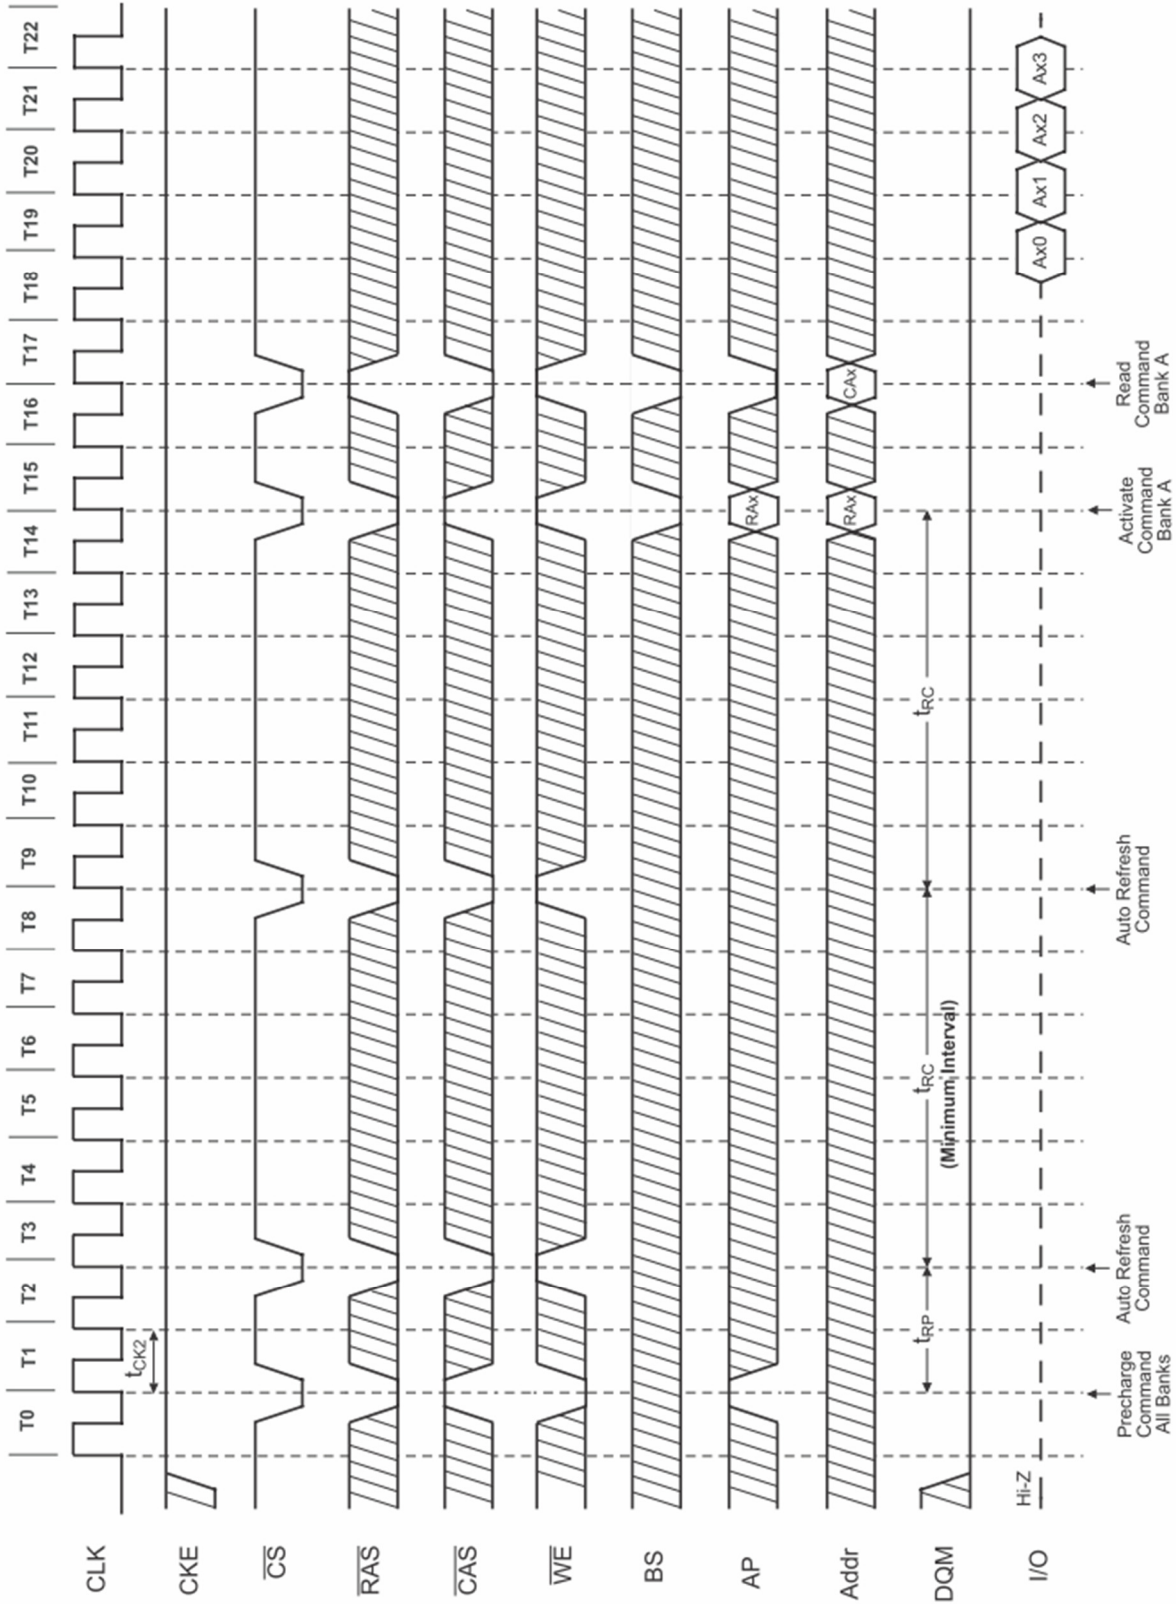 T0 T1 T2 T3 T4 T5 T6 T7 T8 T9 T10 T11 T12 T13 T14 T15 T16 T17 T18 T19 T20 T21 T22
CLK
tCK2
CKE
CS
RAS
CAS
WE
BS
AP
RAx
Addr
RAx CAx
DQM
tRP tRC tRC
(Minimum Interval)
I/O
Hi-Z
Ax0 Ax1 Ax2 Ax3
Precharge
Command
All Banks
Auto Refresh
Command
Auto Refresh
Command
Activate
Command
Bank A
Read
Command
Bank A